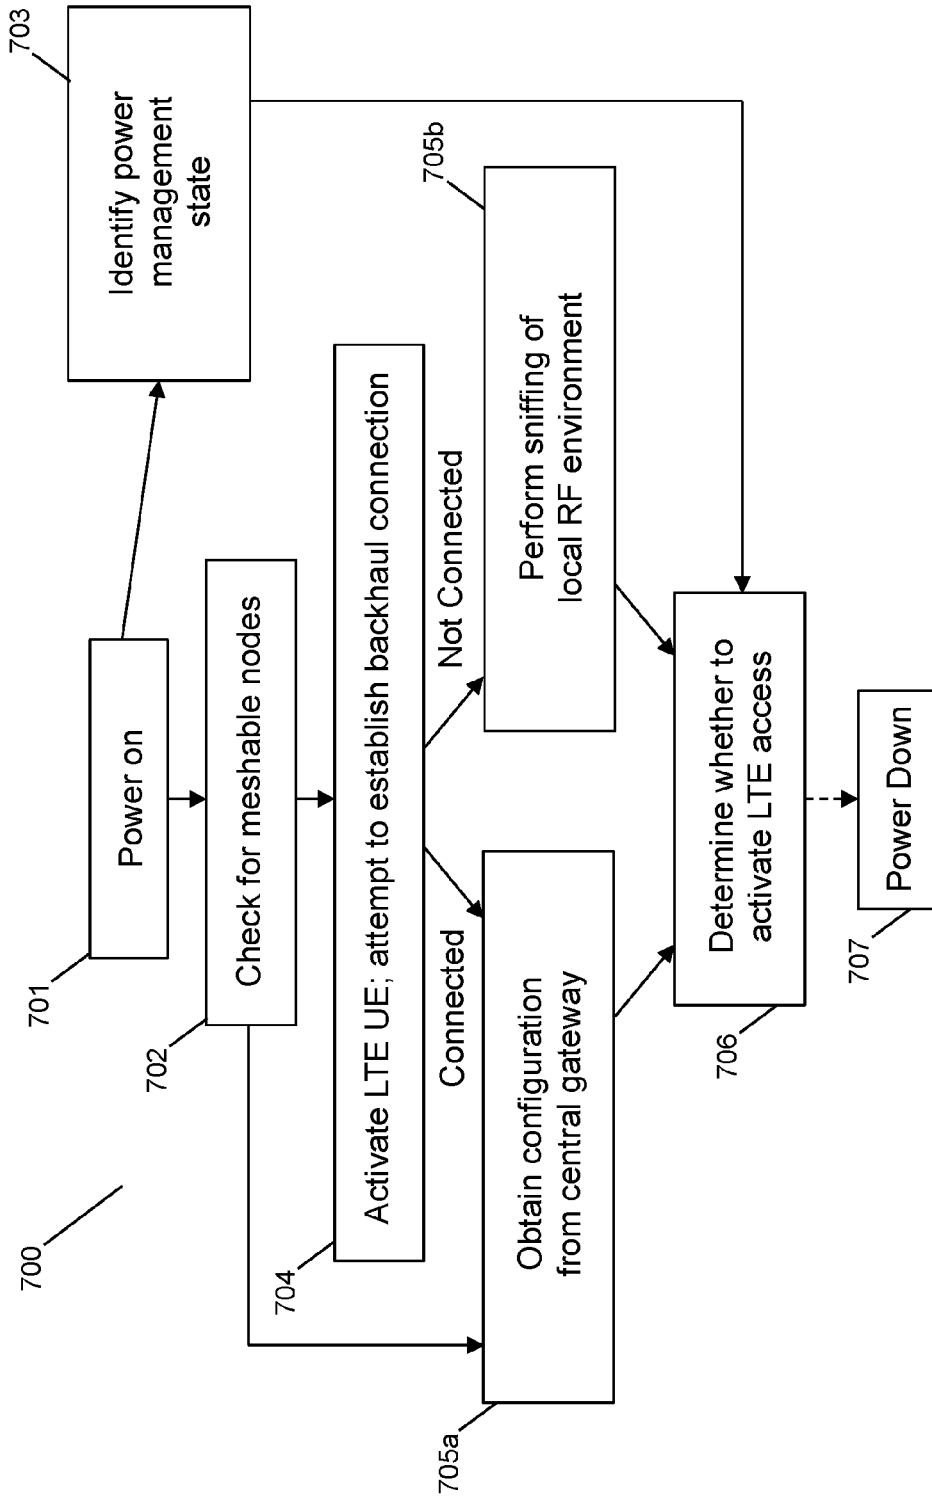 700
701
Power on
703
Identify power
management
state
702
Check for meshable nodes
704
Activate LTE UE; attempt to establish backhaul connection
Connected
Not Connected
705a
Obtain configuration
from central gateway
705b
Perform sniffing of
local RF environment
706
Determine whether to
activate LTE access
707
Power Down